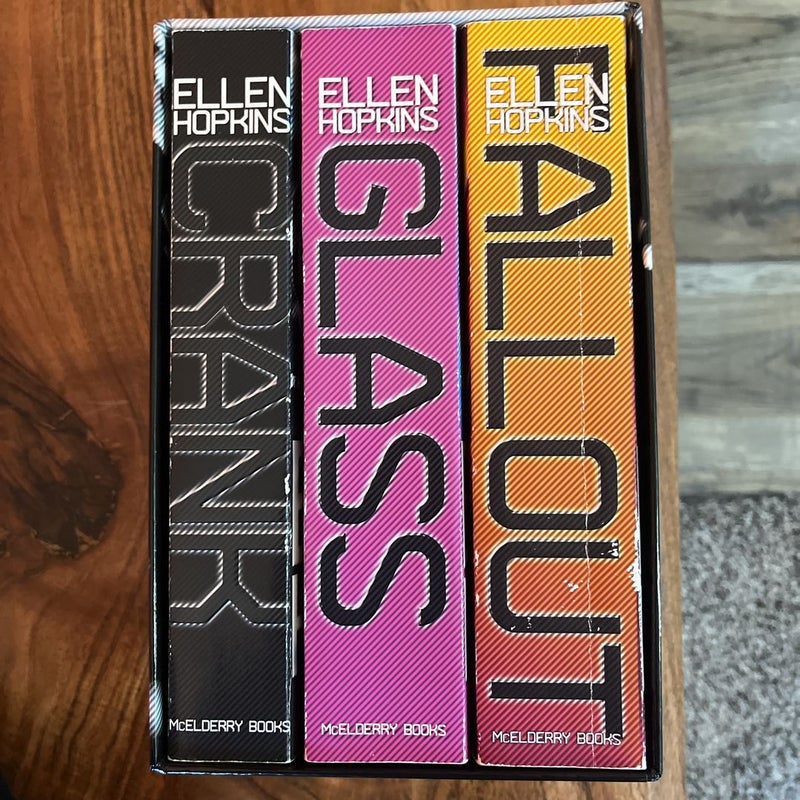 ELLEN
HOPKINS
CRANK
McELDERRY BOOKS
ELLEN
HOPKINS
GLASS
McELDERRY BOOKS
ELLEN
HOPKINS
FALLOUT
McELDERRY BOOKS